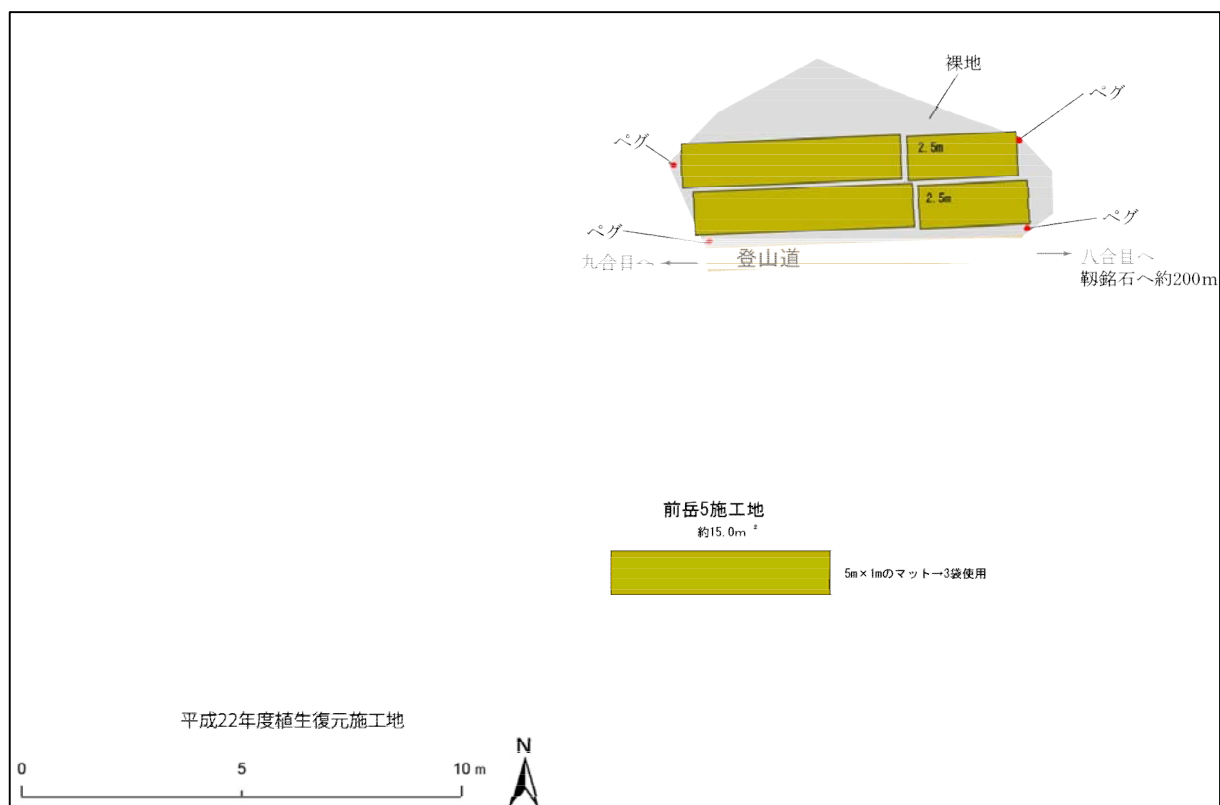 裸地
ペグ
ペグ
2.5m
2.5m
ペグ
ペグ
九合目へ
登山道
八合目へ
靱銘石へ約200m
前岳5施工地
約15.0m²
5m×1mのマット→3袋使用
平成22年度植生復元施工地
0 5 10 m
N